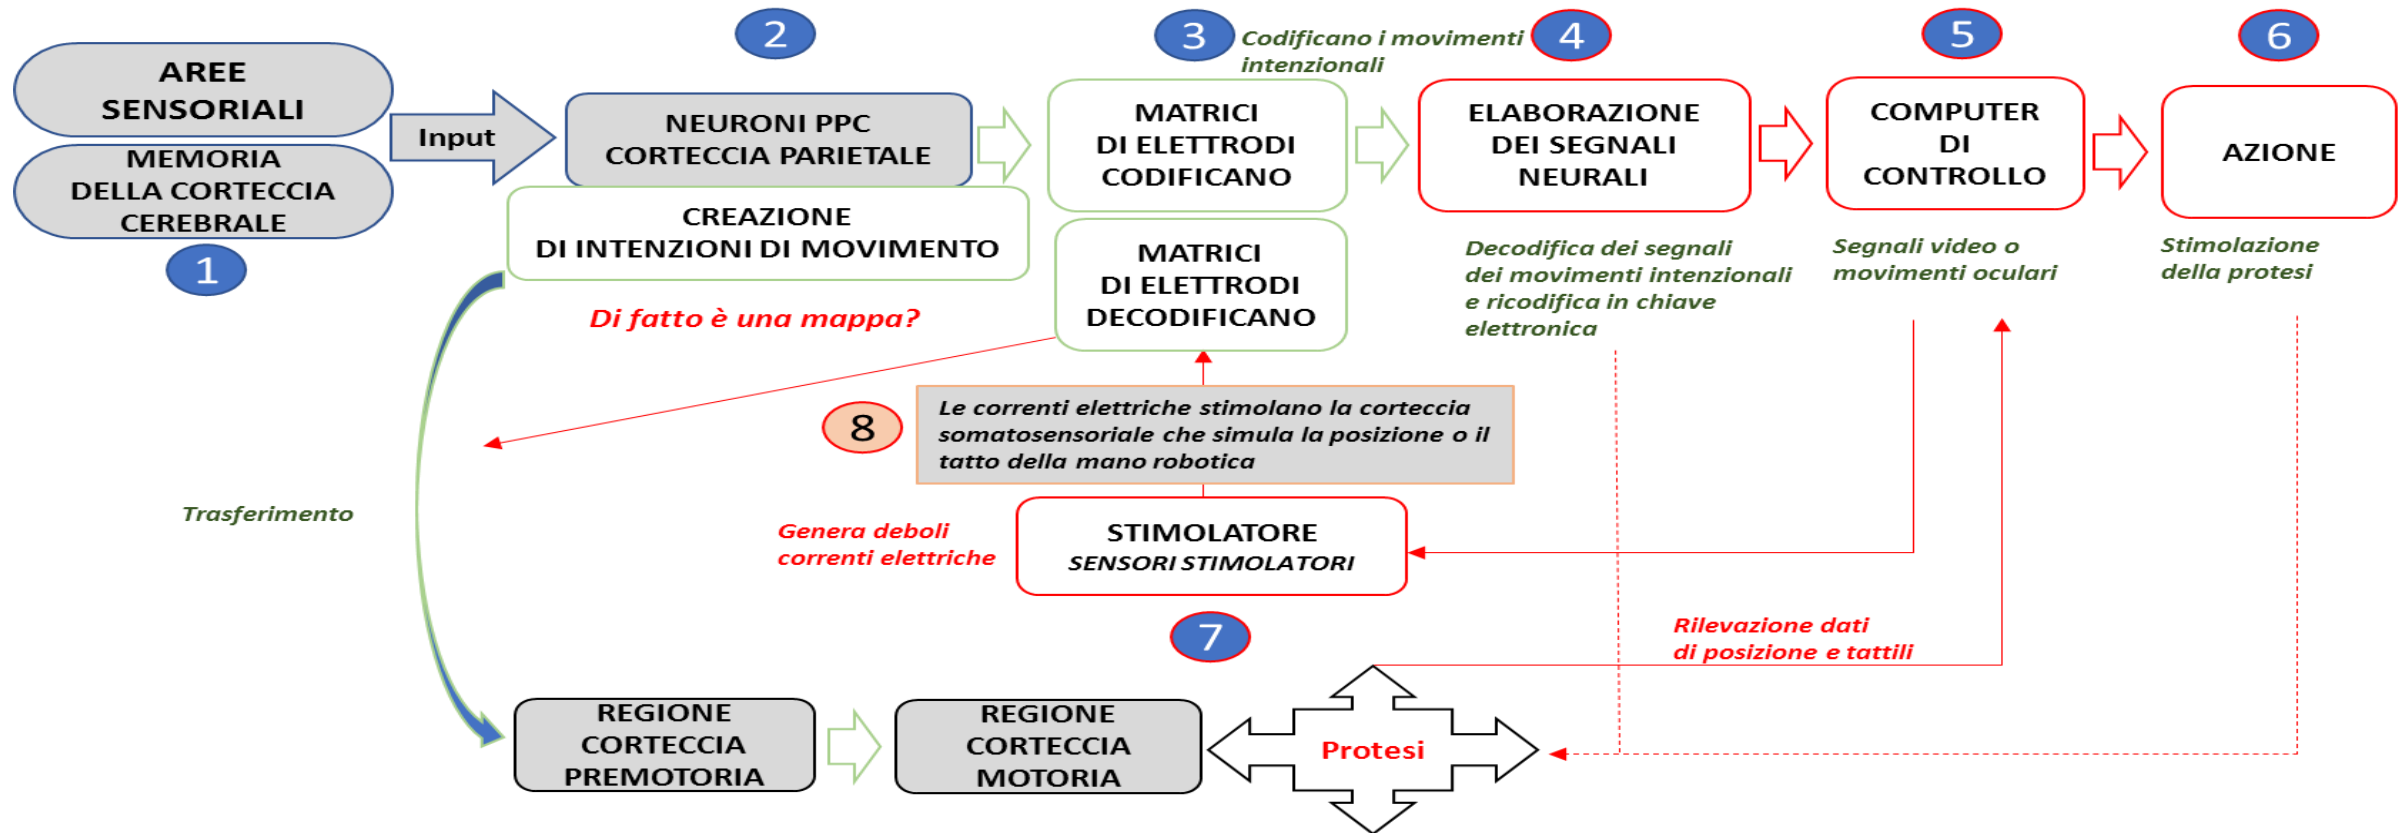 2
3
Codificano i movimenti
intenzionali
4
5
6
AREE
SENSORIALI
MEMORIA
DELLA CORTECCIA
CEREBRALE
1
Input
NEURONI PPC
CORTECCIA PARIETALE
CREAZIONE
DI INTENZIONI DI MOVIMENTO
MATRICI
DI ELETTRODI
CODIFICANO
MATRICI
DI ELETTRODI
DECODIFICANO
ELABORAZIONE
DEI SEGNALI
NEURALI
COMPUTER
DI
CONTROLLO
AZIONE
Decodifica dei segnali
dei movimenti intenzionali
e ricodifica in chiave
elettronica
Segnali video o
movimenti oculari
Stimolazione
della protesi
Di fatto è una mappa?
8
Le correnti elettriche stimolano la corteccia
somatosensoriale che simula la posizione o il
tatto della mano robotica
Trasferimento
Genera deboli
correnti elettriche
STIMOLATORE
SENSORI STIMOLATORI
7
Rilevazione dati
di posizione e tattili
REGIONE
CORTECCIA
PREMOTORIA
REGIONE
CORTECCIA
MOTORIA
Protesi